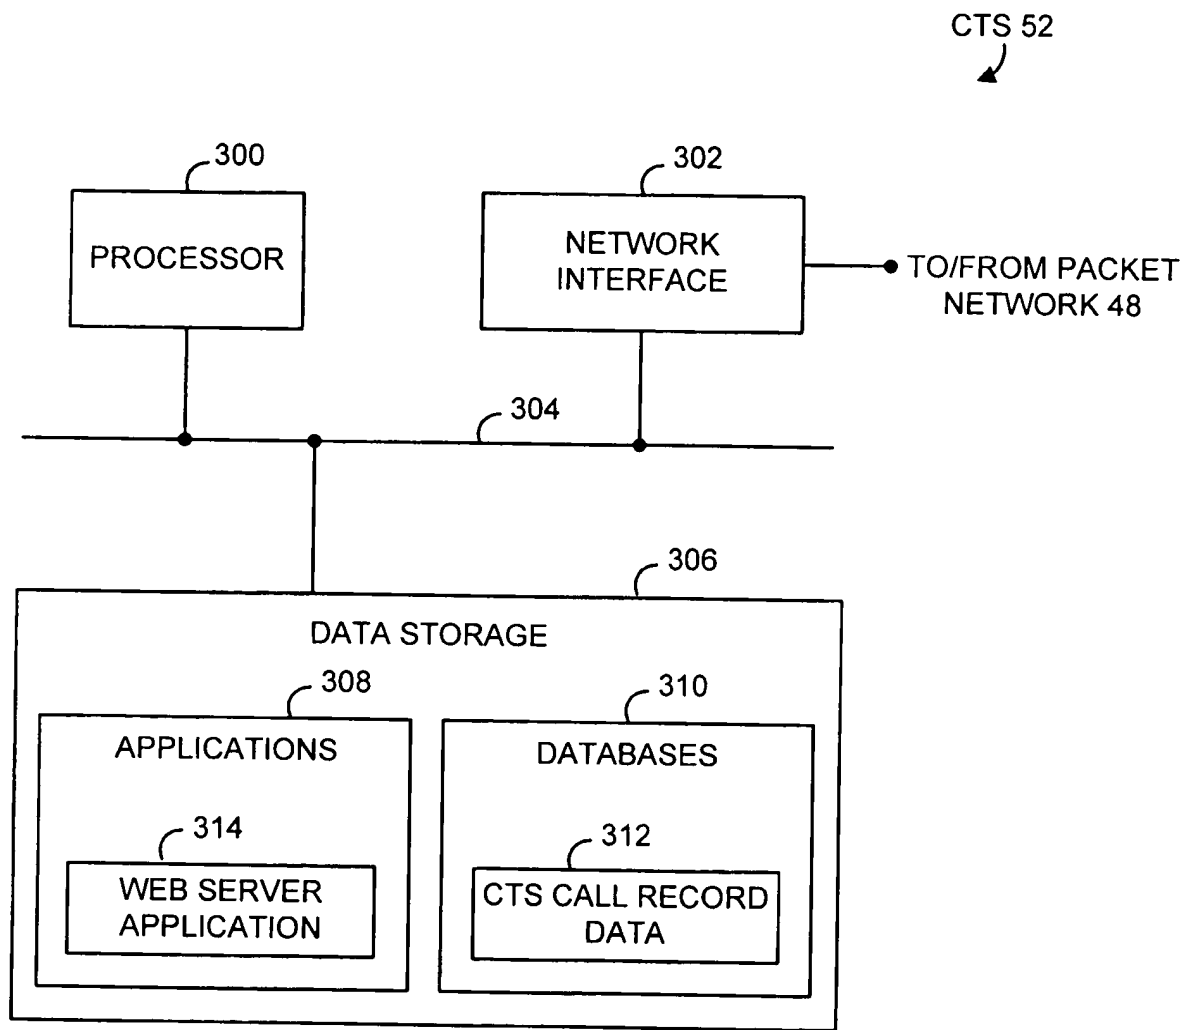 CTS 52
300
302
PROCESSOR
NETWORK
INTERFACE
TO/FROM PACKET
NETWORK 48
304
306
DATA STORAGE
308
310
APPLICATIONS
DATABASES
314
312
WEB SERVER
APPLICATION
CTS CALL RECORD
DATA